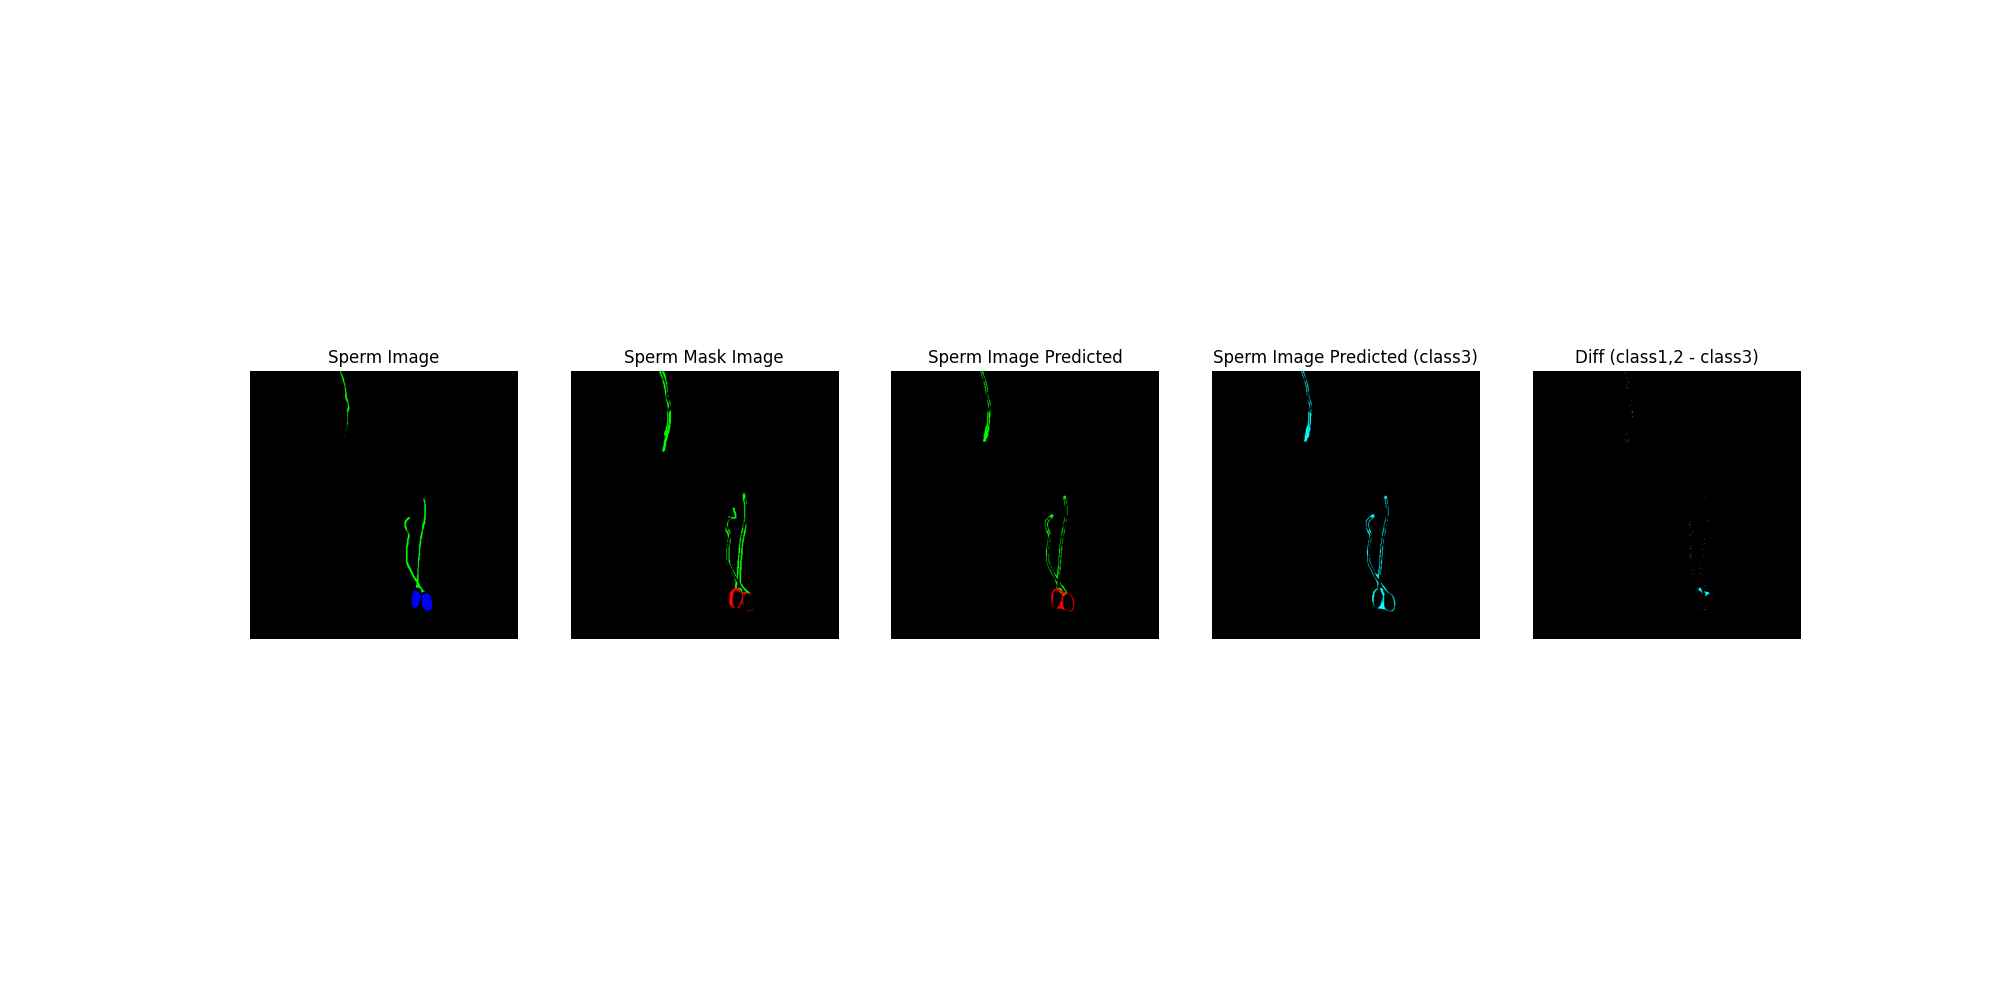 Sperm Image
Sperm Mask Image
Sperm Image Predicted
Sperm Image Predicted (class3)
Diff (class1,2 - class3)